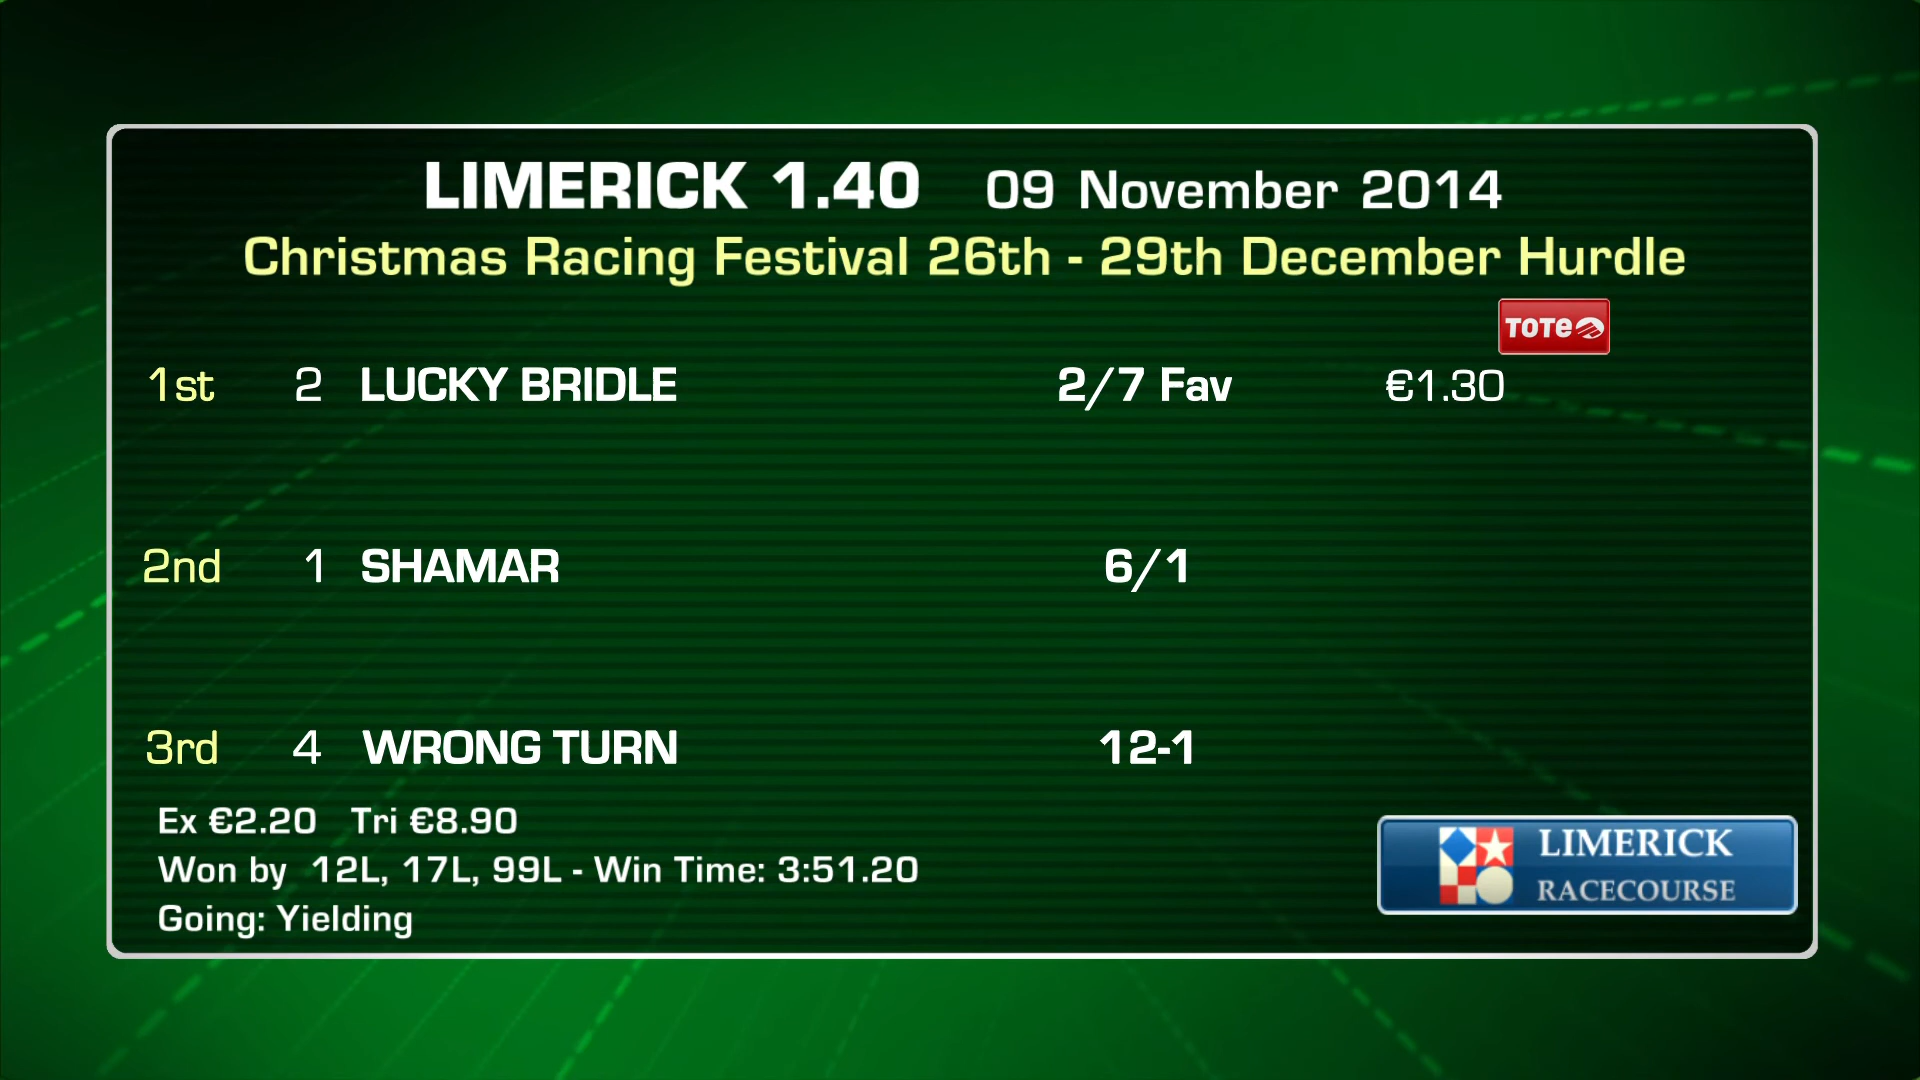 LIMERICK 1.40 09 November 2014
Christmas Racing Festival 26th - 29th December Hurdle
TOTE
1st 2 LUCKY BRIDLE 2/7 Fav €1.30
2nd 1 SHAMAR 6/1
3rd 4 WRONG TURN 12-1
Ex €2.20 Tri €8.90
Won by 12L, 17L, 99L - Win Time: 3:51.20
Going: Yielding
LIMERICK
RACECOURSE